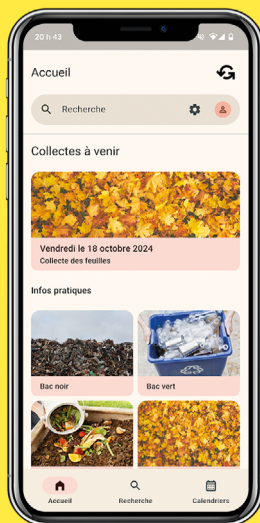 20 h 43
Accueil
Recherche
Collectes à venir
Vendredi le 18 octobre 2024
Collecte des feuilles
Infos pratiques
Bac noir
Bac vert
Accueil
Recherche
Calendriers